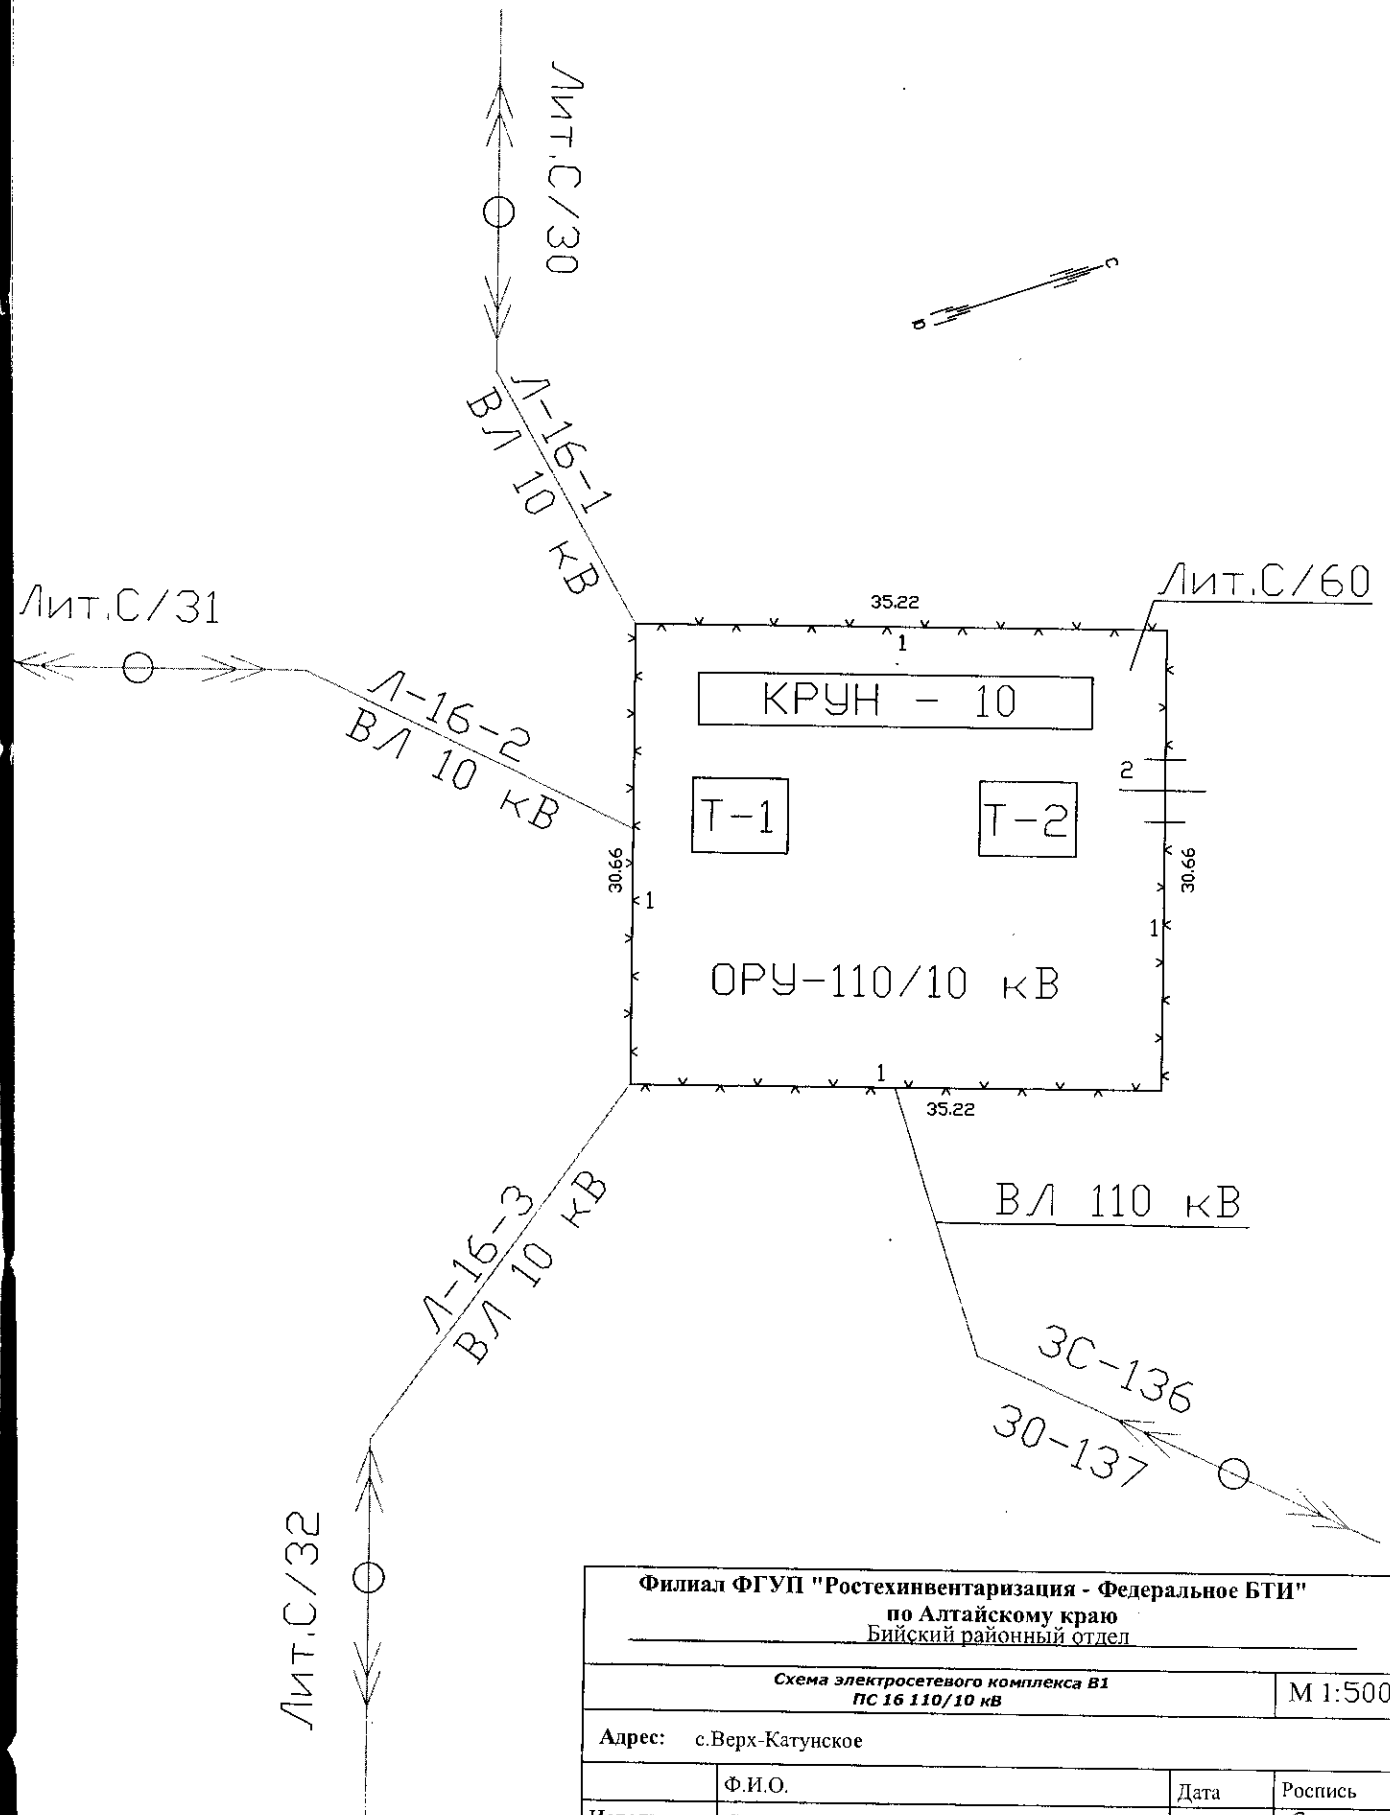 Лит.С/30
С
Ю
Л-16-1
ВЛ 10 кВ
Лит.С/31
Лит.С/60
35.22
1
КРУН - 10
Л-16-2
ВЛ 10 кВ
2
Т-1
Т-2
30.66
30.66
1
1
ОРУ-110/10 кВ
1
35.22
Л-16-3
ВЛ 10 кВ
ВЛ 110 кВ
ЗС-136
ЗО-137
Лит.С/32
Филиал ФГУП "Ростехинвентаризация - Федеральное БТИ"
по Алтайскому краю
Бийский районный отдел
Схема электросетевого комплекса В1
ПС 16 110/10 кВ
М 1:500
Адрес: с.Верх-Катунское
Ф.И.О.
Дата
Роспись